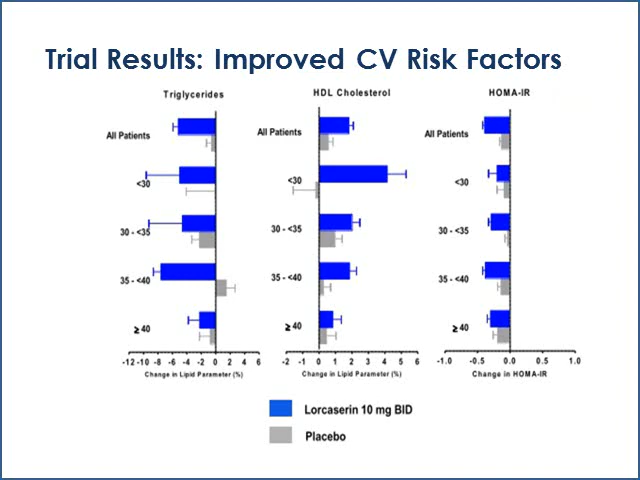 Trial Results: Improved CV Risk Factors
Triglycerides
All Patients
<30
30 - <35
35 - <40
≥ 40
-12 -10 -8 -6 -4 -2 0 2 4 6
Change in Lipid Parameter (%)
HDL Cholesterol
All Patients
<30
30 - <35
35 - <40
≥ 40
-2 -1 0 1 2 3 4 5 6
Change in Lipid Parameter (%)
HOMA-IR
All Patients
<30
30 - <35
35 - <40
≥ 40
-1.0 -0.5 0.0 0.5 1.0
Change in HOMA-IR
Lorcaserin 10 mg BID
Placebo